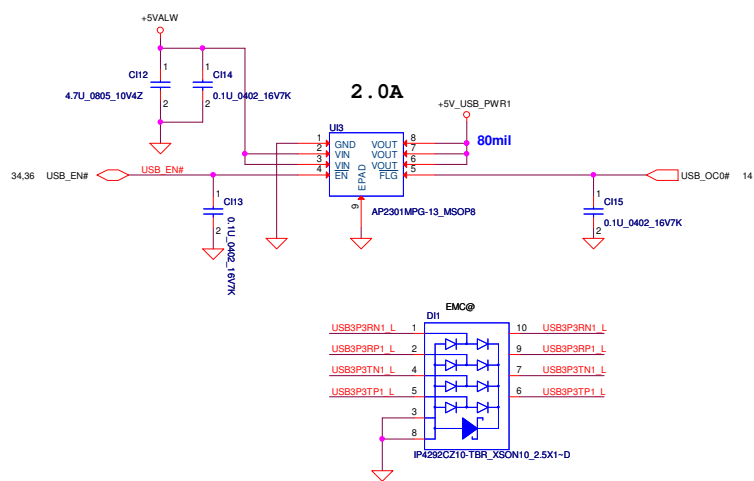 +5VALW
1
CI12
4.7U_0805_10V4Z
2
1
CI14
0.1U_0402_16V7K
2
2.0A
+5V_USB_PWR1
80mil
UI3
1 GND VOUT 8
2 VIN VOUT 7
3 VIN VOUT 6
4 EN FLG 5
EPAD
9
AP2301MPG-13_MSOP8
34,36 USB_EN# USB_EN#
USB_OC0# 14
1
CI13
0.1U_0402_16V7K
2
1
CI15
2
0.1U_0402_16V7K
EMC@
DI1
USB3P3RN1_L 1 10 USB3P3RN1_L
USB3P3RP1_L 2 9 USB3P3RP1_L
USB3P3TN1_L 4 7 USB3P3TN1_L
USB3P3TP1_L 5 6 USB3P3TP1_L
3
8
IP4292CZ10-TBR_XSON10_2.5X1~D